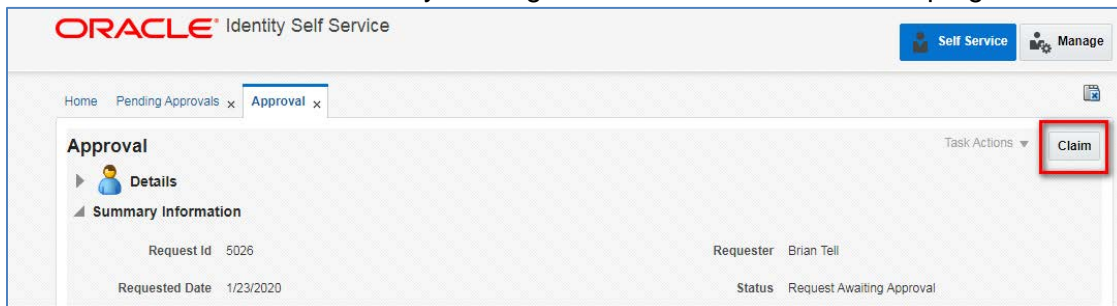 ORACLE® Identity Self Service
Self Service Manage
Home Pending Approvals x Approval x
Approval Task Actions Claim
Details
Summary Information
Request Id 5026 Requester Brian Tell
Requested Date 1/23/2020 Status Request Awaiting Approval